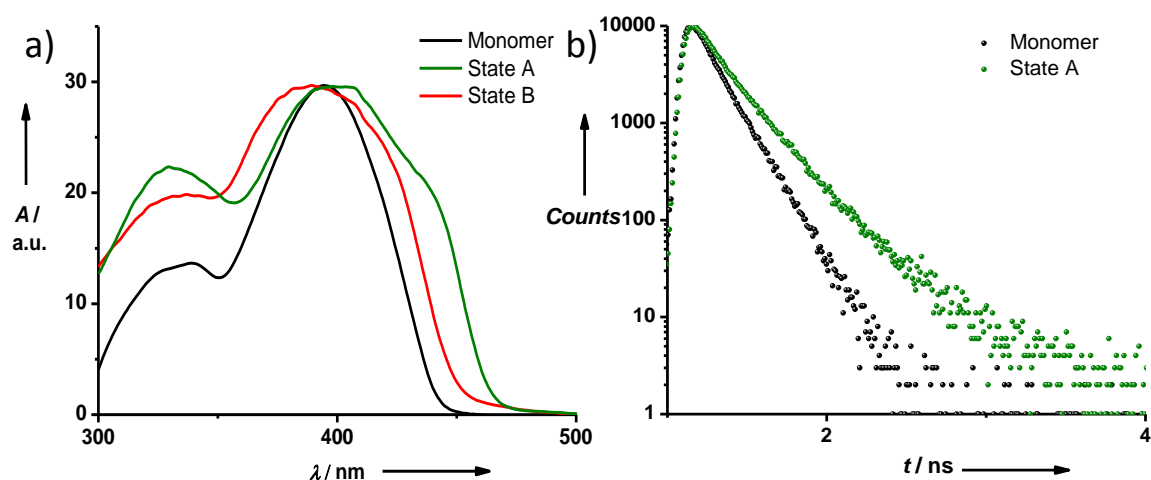 a)
Monomer
State A
State B
30
20
10
0
A /
a.u.
300
400
500
λ / nm
b)
Monomer
State A
10000
1000
100
10
1
Counts
2
4
t / ns